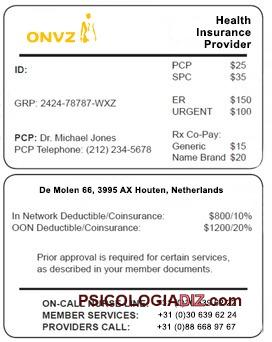 ONVZ
Health
Insurance
Provider
ID:
PCP $25
SPC $35
GRP: 2424-78787-WXZ
ER $150
URGENT $100
PCP: Dr. Michael Jones
PCP Telephone: (212) 234-5678
Rx Co-Pay:
Generic $15
Name Brand $20
De Molen 66, 3995 AX Houten, Netherlands
In Network Deductible/Coinsurance: $800/10%
OON Deductible/Coinsurance: $1200/20%
Prior approval is required for certain services,
as described in your member documents.
ON-CALL NURSE LINE:
PSICOLOGIADIZ.com
MEMBER SERVICES: +31 (0)30 639 62 24
PROVIDERS CALL: +31 (0)88 668 97 67